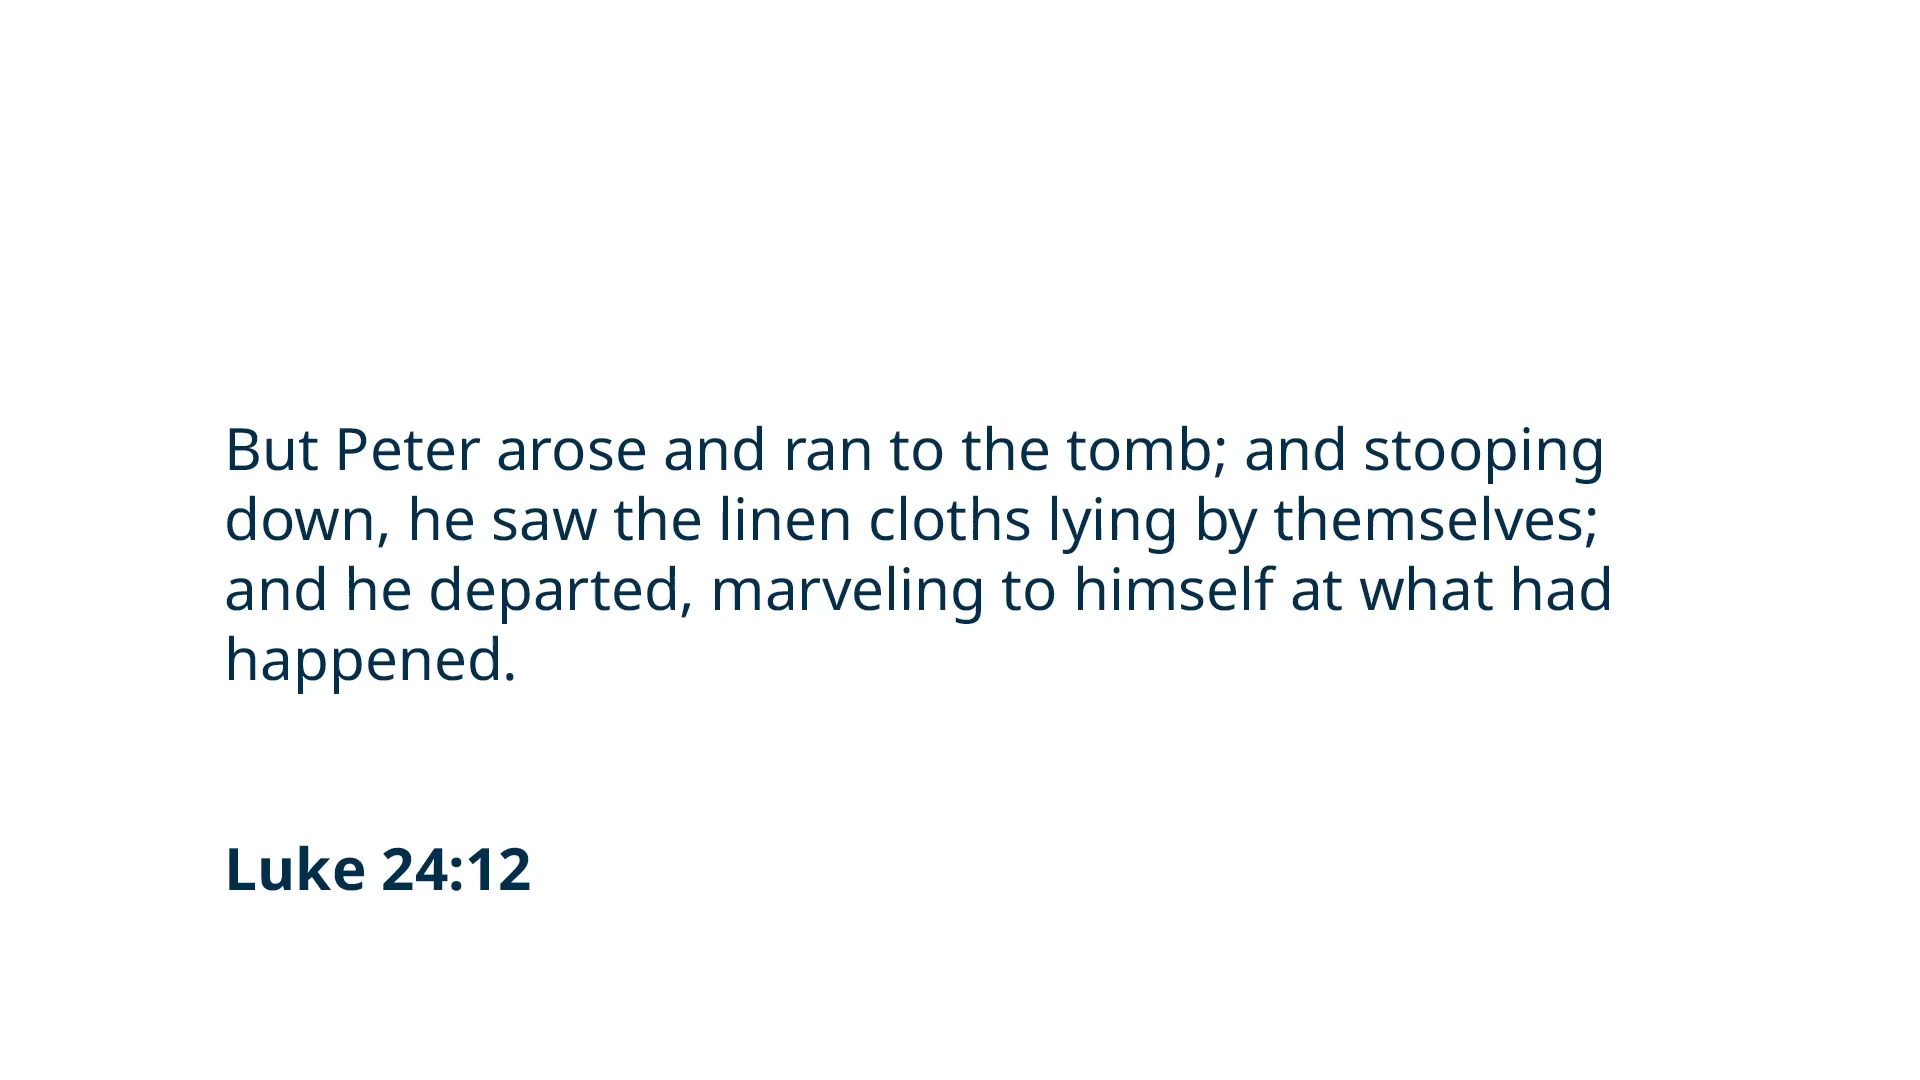 But Peter arose and ran to the tomb; and stooping
down, he saw the linen cloths lying by themselves;
and he departed, marveling to himself at what had
happened.
Luke 24:12